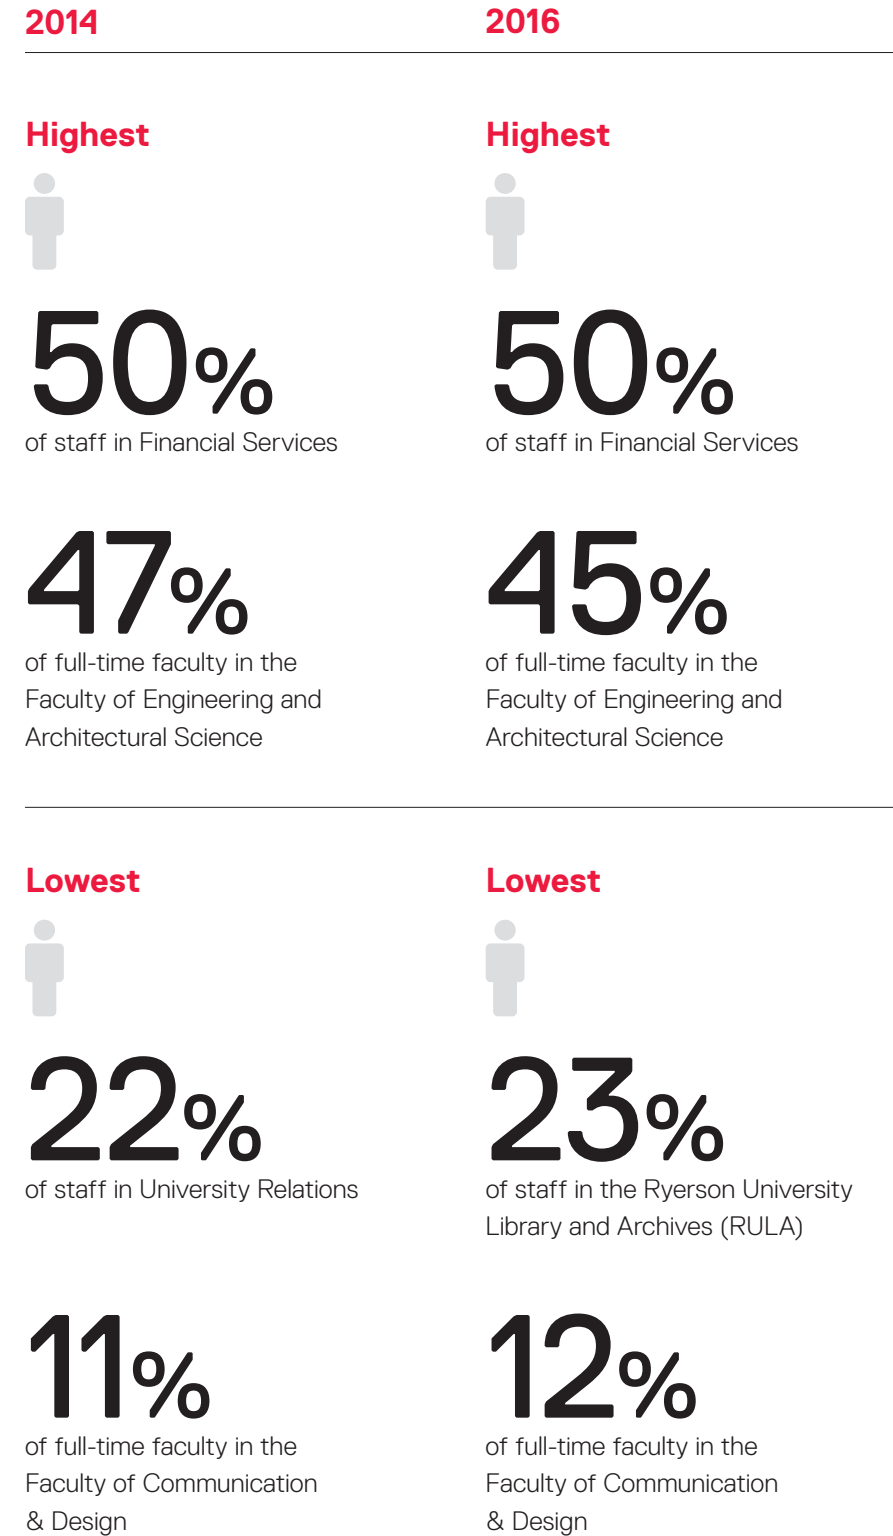 2014
2016
Highest
Highest
50%
of staff in Financial Services
50%
of staff in Financial Services
47%
of full-time faculty in the
Faculty of Engineering and
Architectural Science
45%
of full-time faculty in the
Faculty of Engineering and
Architectural Science
Lowest
Lowest
22%
of staff in University Relations
23%
of staff in the Ryerson University
Library and Archives (RULA)
11%
of full-time faculty in the
Faculty of Communication
& Design
12%
of full-time faculty in the
Faculty of Communication
& Design